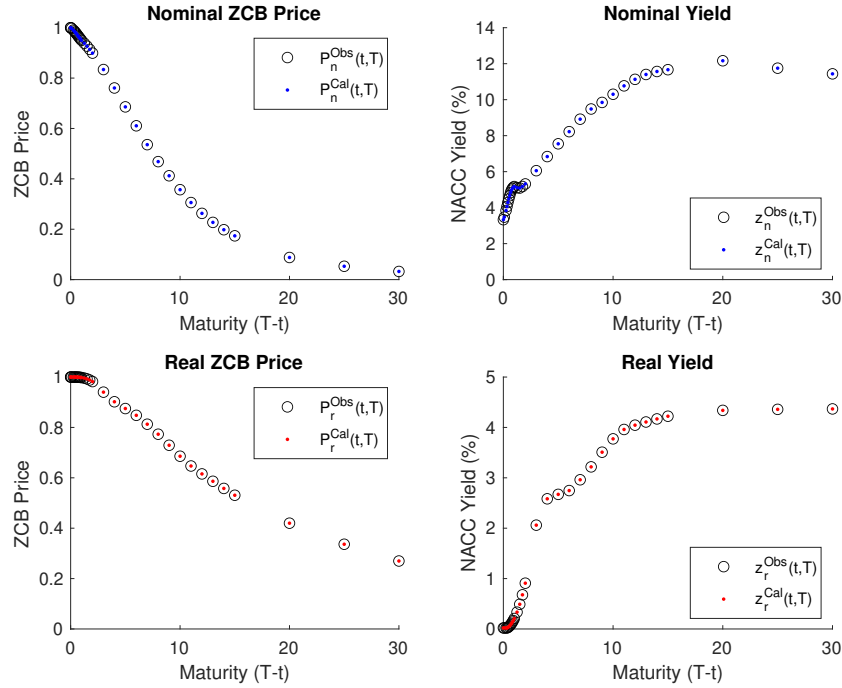 Nominal ZCB Price
ZCB Price
1
0.8
0.6
0.4
0.2
0
0 10 20 30
Maturity (T-t)
P_n^Obs(t,T)
P_n^Cal(t,T)
Nominal Yield
NACC Yield (%)
14
12
10
8
6
4
2
0
0 10 20 30
Maturity (T-t)
z_n^Obs(t,T)
z_n^Cal(t,T)
Real ZCB Price
ZCB Price
1
0.8
0.6
0.4
0.2
0
0 10 20 30
Maturity (T-t)
P_r^Obs(t,T)
P_r^Cal(t,T)
Real Yield
NACC Yield (%)
5
4
3
2
1
0
0 10 20 30
Maturity (T-t)
z_r^Obs(t,T)
z_r^Cal(t,T)